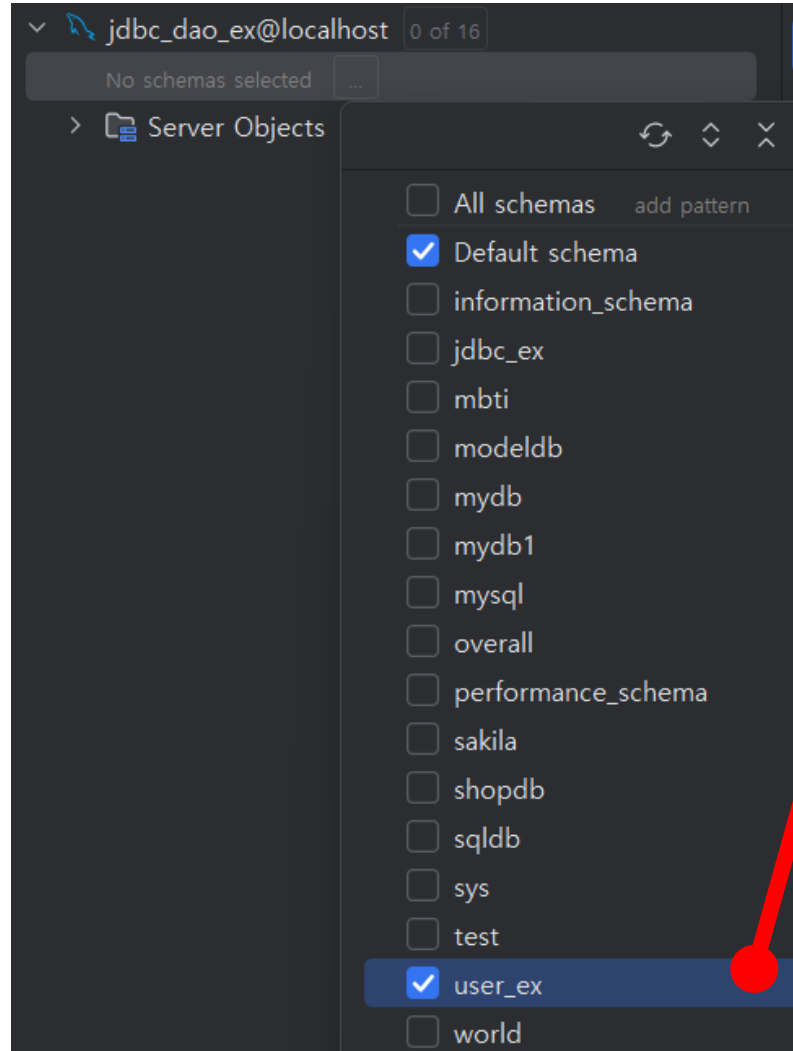 jdbc_dao_ex@localhost 0 of 16
No schemas selected ...
Server Objects
All schemas add pattern
Default schema
information_schema
jdbc_ex
mbti
modeldb
mydb
mydb1
mysql
overall
performance_schema
sakila
shopdb
sqldb
sys
test
user_ex
world